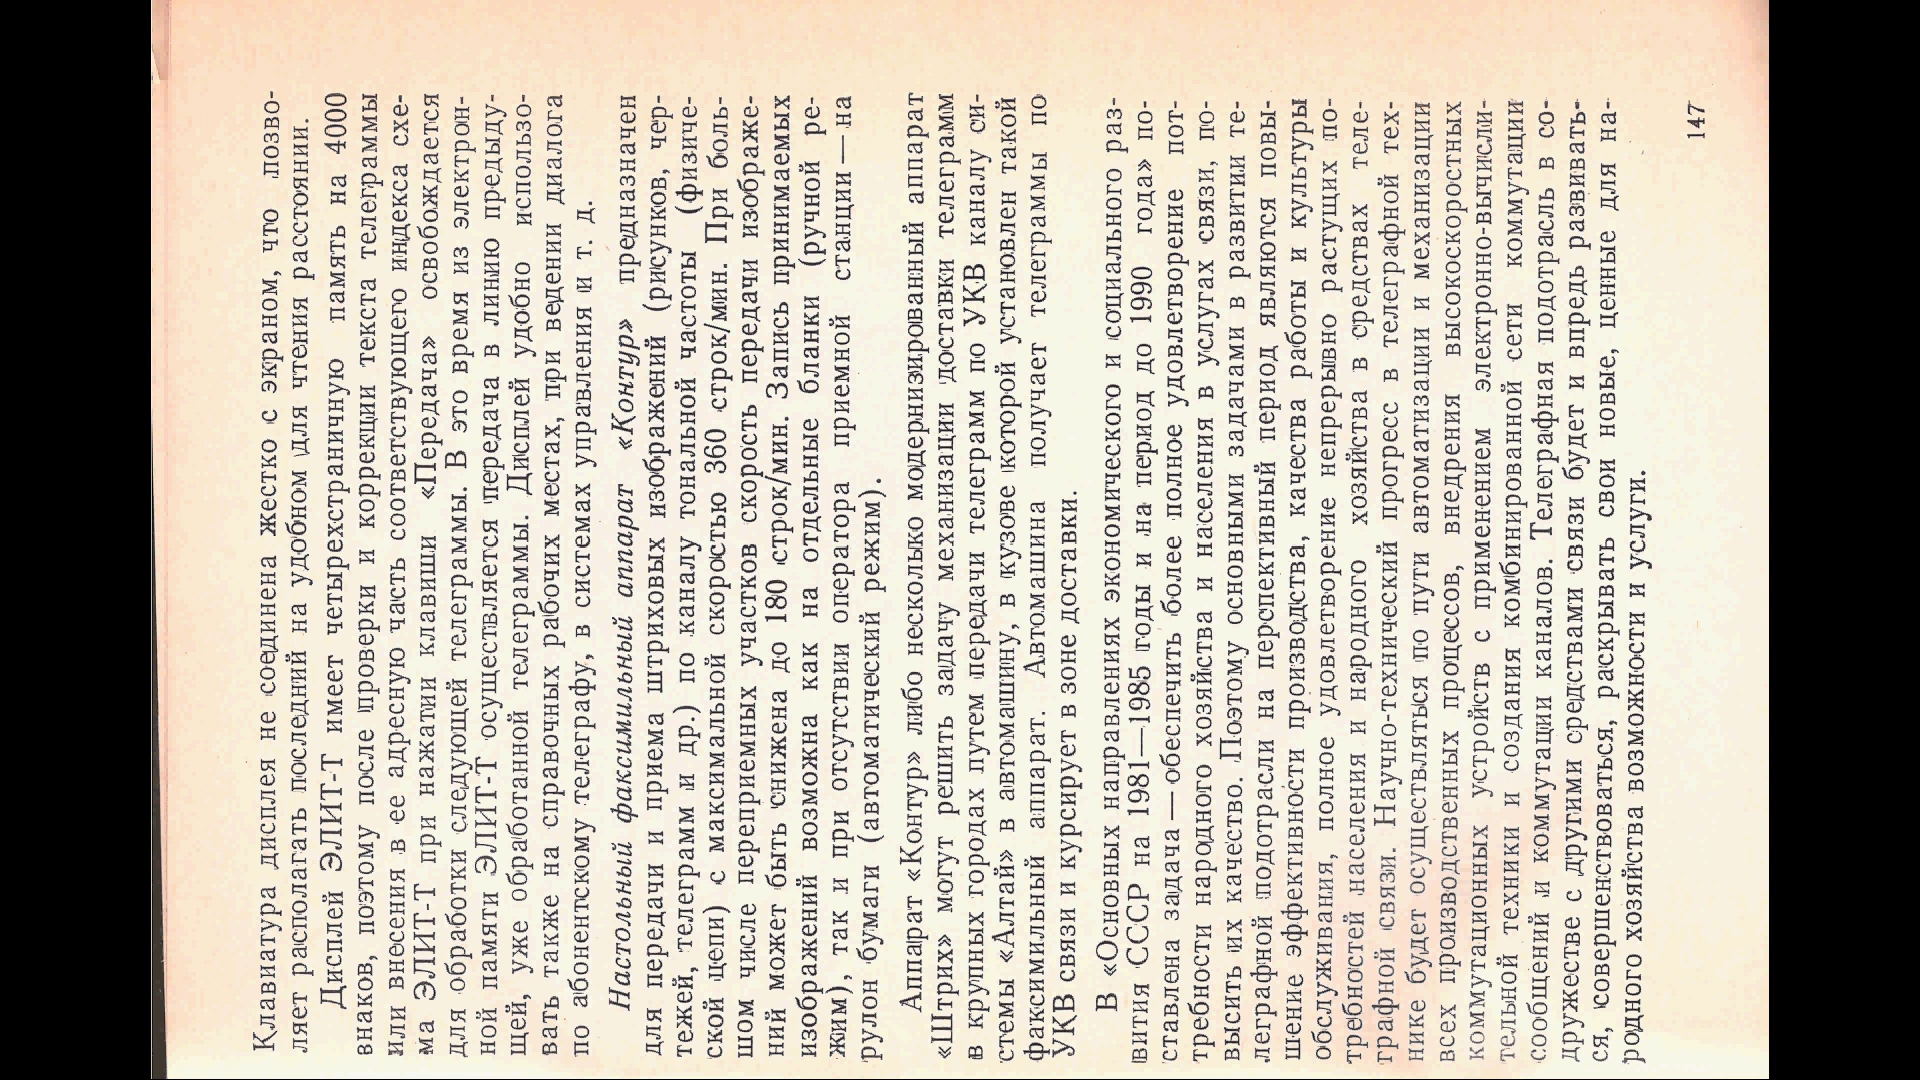 Клавиатура дисплея не соединена жестко с экраном, что позво-
ляет располагать последний на удобном для чтения расстоянии.
Дисплей ЭЛИТ-Т имеет четырехстраничную память на 4000
внаков, поэтому после проверки и коррекции текста телеграммы
или внесения в ее адресную часть соответствующего индекса схе-
ма ЭЛИТ-Т при нажатии клавиши «Передача» освобождается
для обработки следующей телеграммы. В это время из электрон-
ной памяти ЭЛИТ-Т осуществляется передача в линию предыду-
щей, уже обработанной телеграммы. Дисплей удобно использо-
вать также на справочных рабочих местах, при ведении диалога
по абонентскому телеграфу, в системах управления и т. д.
Настольный факсимильный аппарат «Контур» предназначен
для передачи и приема штриховых изображений (рисунков, чер-
тежей, телеграмм и др.) по каналу тональной частоты (физиче-
ской цепи) с максимальной скоростью 360 строк/мин. При боль-
шом числе переприемных участков скорость передачи изображе-
ний может быть снижена до 180 строк/мин. Запись принимаемых
изображений возможна как на отдельные бланки (ручной ре-
жим), так и при отсутствии оператора приемной станции — на
рулон бумаги (автоматический режим).
Аппарат «Контур» либо несколько модернизированный аппарат
«Штрих» могут решить задачу механизации доставки телеграмм
в крупных городах путем передачи телеграмм по УКВ каналу си-
стемы «Алтай» в автомашину, в кузове которой установлен такой
факсимильный аппарат. Автомашина получает телеграммы по
УКВ связи и курсирует в зоне доставки.
В «Основных направлениях экономического и социального раз-
вития СССР на 1981—1985 годы и на период до 1990 года» по-
ставлена задача — обеспечить более полное удовлетворение пот-
требности народного хозяйства и населения в услугах связи, по-
высить их качество. Поэтому основными задачами в развитии те-
леграфной подотрасли на перспективный период являются повы-
шение эффективности производства, качества работы и культуры
обслуживания, полное удовлетворение непрерывно растущих по-
требностей населения и народного хозяйства в средствах теле-
графной связи. Научно-технический прогресс в телеграфной тех-
нике будет осуществляться по пути автоматизации и механизации
всех производственных процессов, внедрения высокоскоростных
коммутационных устройств с применением электронно-вычисли-
тельной техники и создания комбинированной сети коммутации
сообщений и коммутации каналов. Телеграфная подотрасль в со-
дружестве с другими средствами связи будет и впредь развивать-
ся, совершенствоваться, раскрывать свои новые, ценные для на-
родного хозяйства возможности и услуги.
147